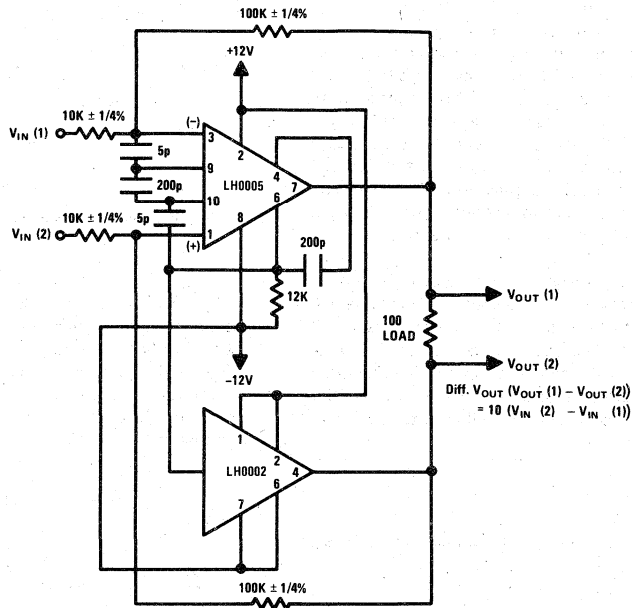 100K ± 1/4%
+12V
10K ± 1/4%
(–)
V_IN (1)
3
5p
2
4
9
LH0005
7
200p
10
6
10K ± 1/4%
5p
8
V_IN (2)
1
(+)
200p
12K
V_OUT (1)
100
LOAD
V_OUT (2)
–12V
Diff. V_OUT (V_OUT (1) – V_OUT (2))
= 10 (V_IN (2) – V_IN (1))
1
2
LH0002
4
6
7
100K ± 1/4%